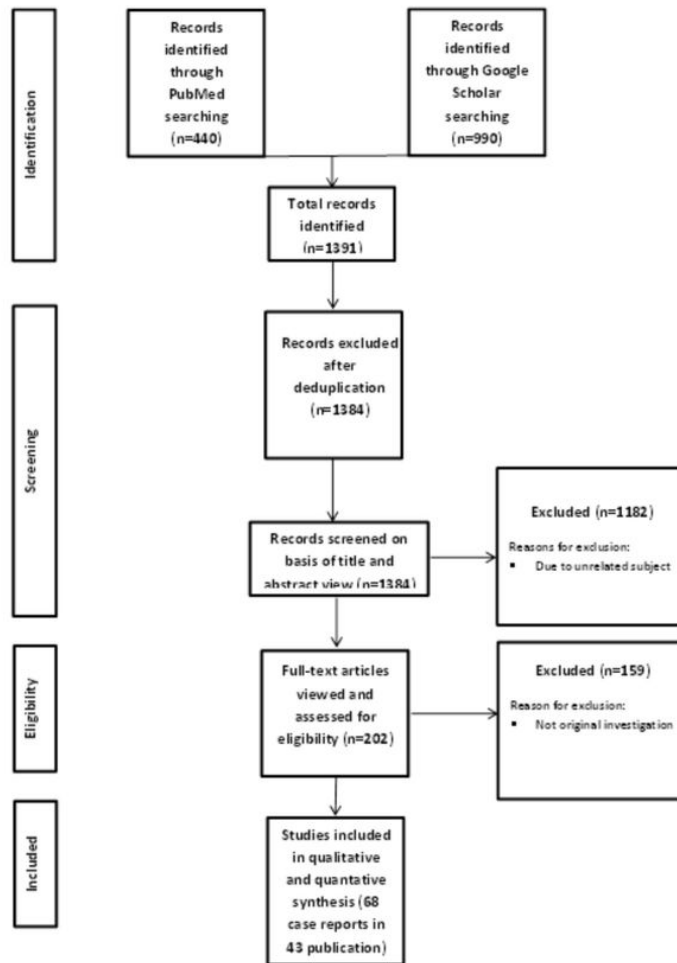 Identification
Records
identified
through
PubMed
searching
(n=440)
Records
identified
through Google
Scholar
searching
(n=990)
Total records
identified
(n=1391)
Screening
Records excluded
after
deduplication
(n=1384)
Records screened on
basis of title and
abstract view (n=1384)
Excluded (n=1182)
Reasons for exclusion:
▪ Due to unrelated subject
Eligibility
Full-text articles
viewed and
assessed for
eligibility (n=202)
Excluded (n=159)
Reason for exclusion:
▪ Not original investigation
Included
Studies included
in qualitative
and quantative
synthesis (68
case reports in
43 publication)